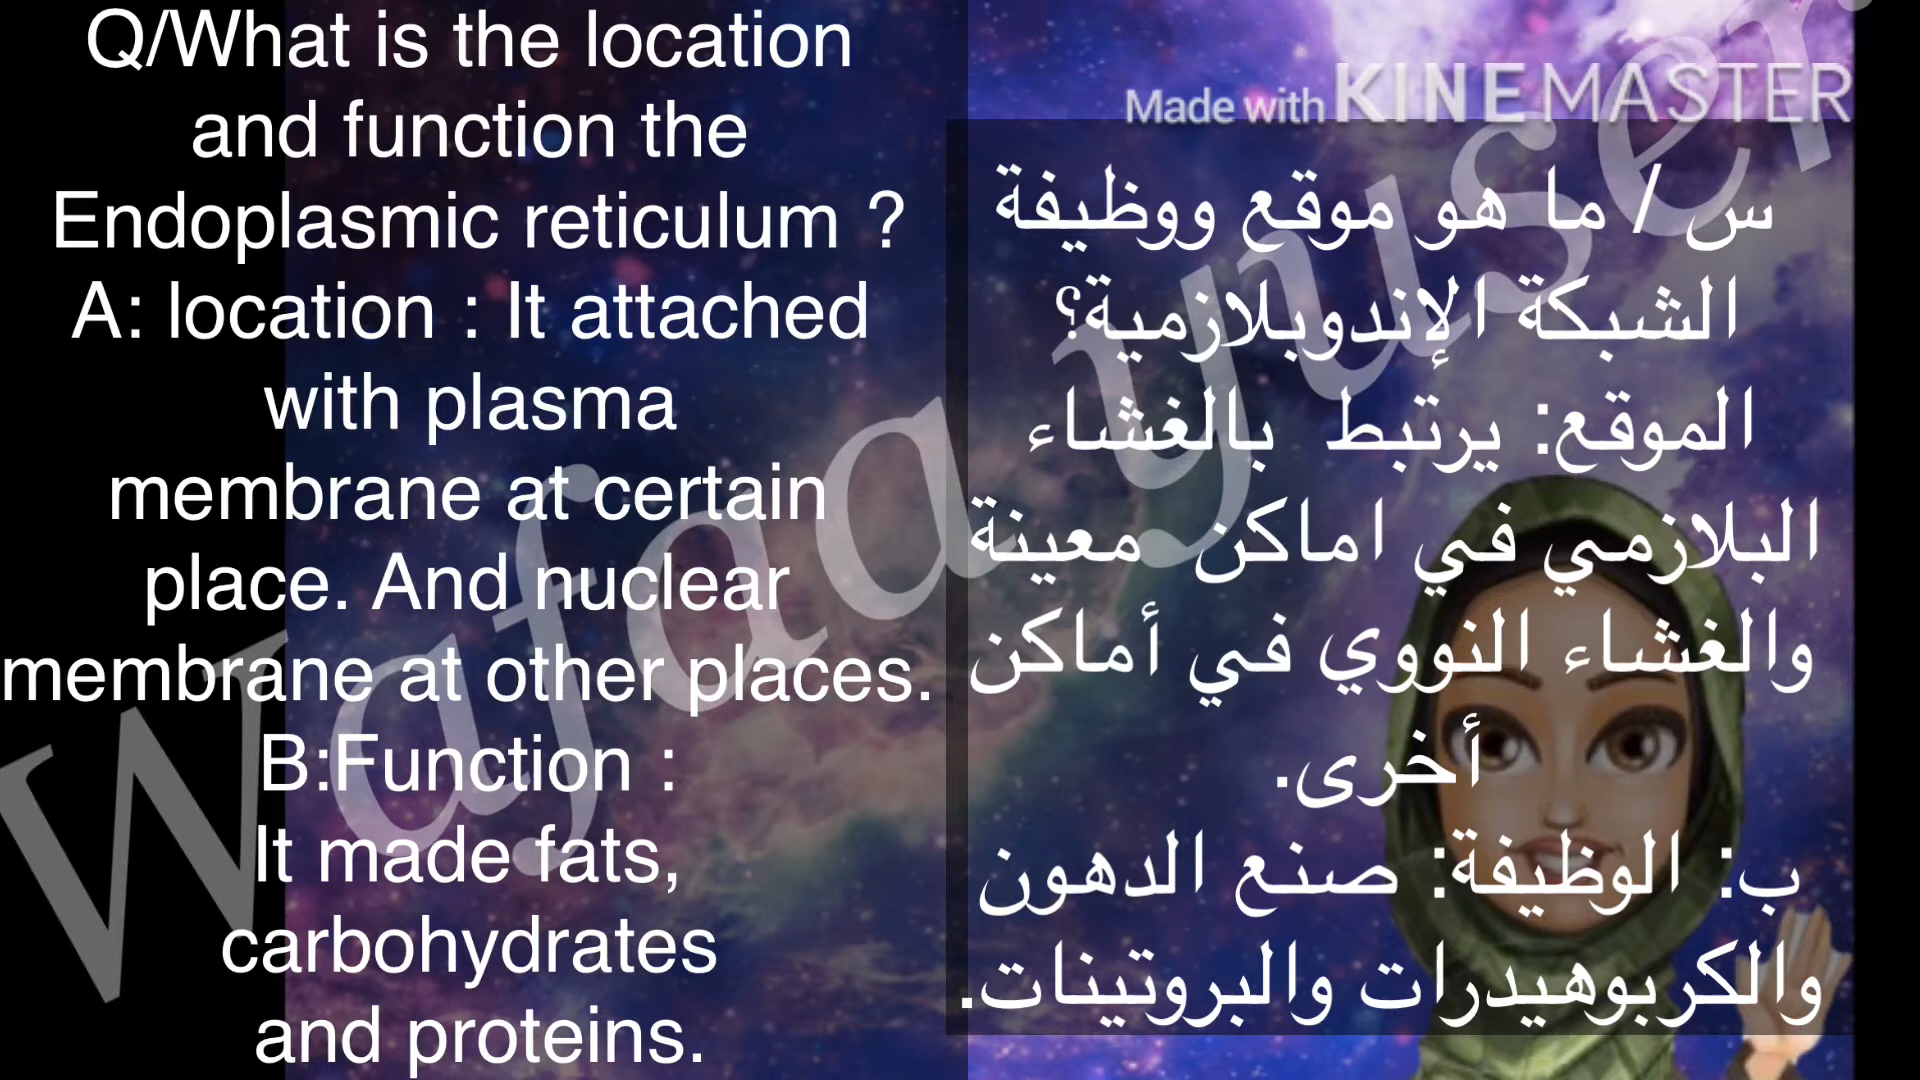 Q/What is the location
and function the
Endoplasmic reticulum ?
A: location : It attached
with plasma
membrane at certain
place. And nuclear
membrane at other places.
B:Function :
It made fats,
carbohydrates
and proteins.
Made with KINEMASTER
س / ما هو موقع ووظيفة
الشبكة الإندوبلازمية؟
الموقع: يرتبط بالغشاء
البلازمي في اماكن معينة
والغشاء النووي في أماكن
أخرى.
ب: الوظيفة: صنع الدهون
والكربوهيدرات والبروتينات.
Wafaa yuser